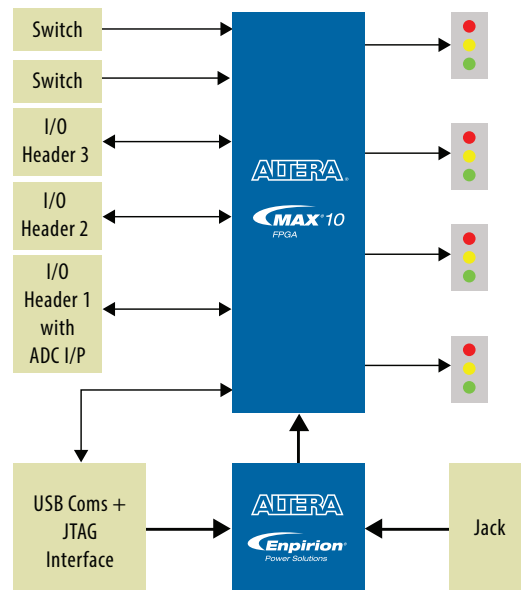 Switch
Switch
I/O
Header 3
I/O
Header 2
I/O
Header 1
with
ADC I/P
ALTERA®
MAX® 10
FPGA
USB Coms +
JTAG
Interface
ALTERA
Enpirion®
Power Solutions
Jack